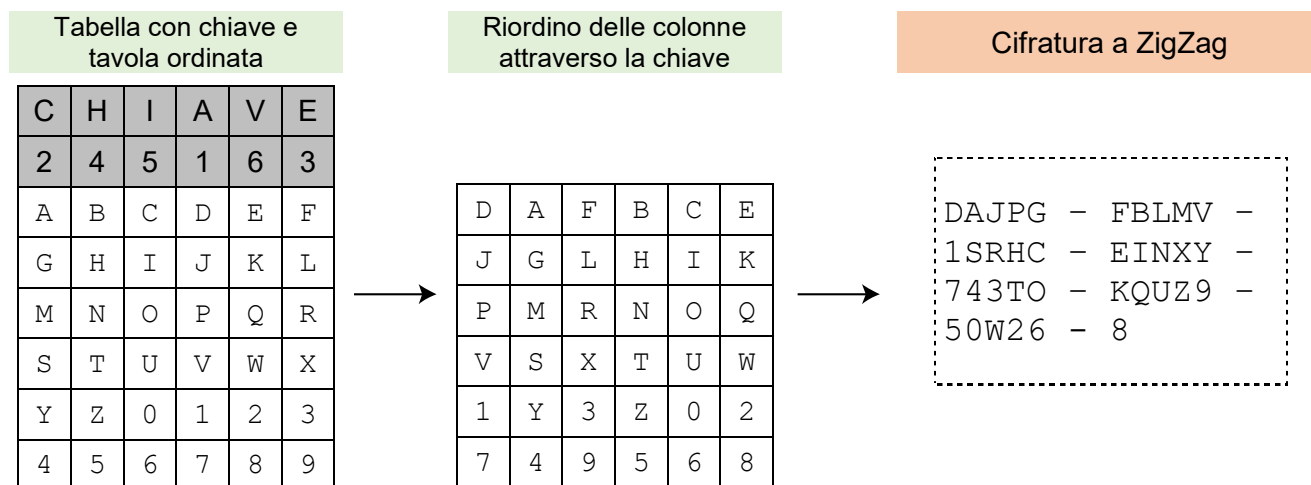 Tabella con chiave e
tavola ordinata
C H I A V E
2 4 5 1 6 3
A B C D E F
G H I J K L
M N O P Q R
S T U V W X
Y Z 0 1 2 3
4 5 6 7 8 9
Riordino delle colonne
attraverso la chiave
D A F B C E
J G L H I K
P M R N O Q
V S X T U W
1 Y 3 Z 0 2
7 4 9 5 6 8
Cifratura a ZigZag
DAJPG – FBLMV –
1SRHC – EINXY –
743TO – KQUZ9 –
50W26 - 8